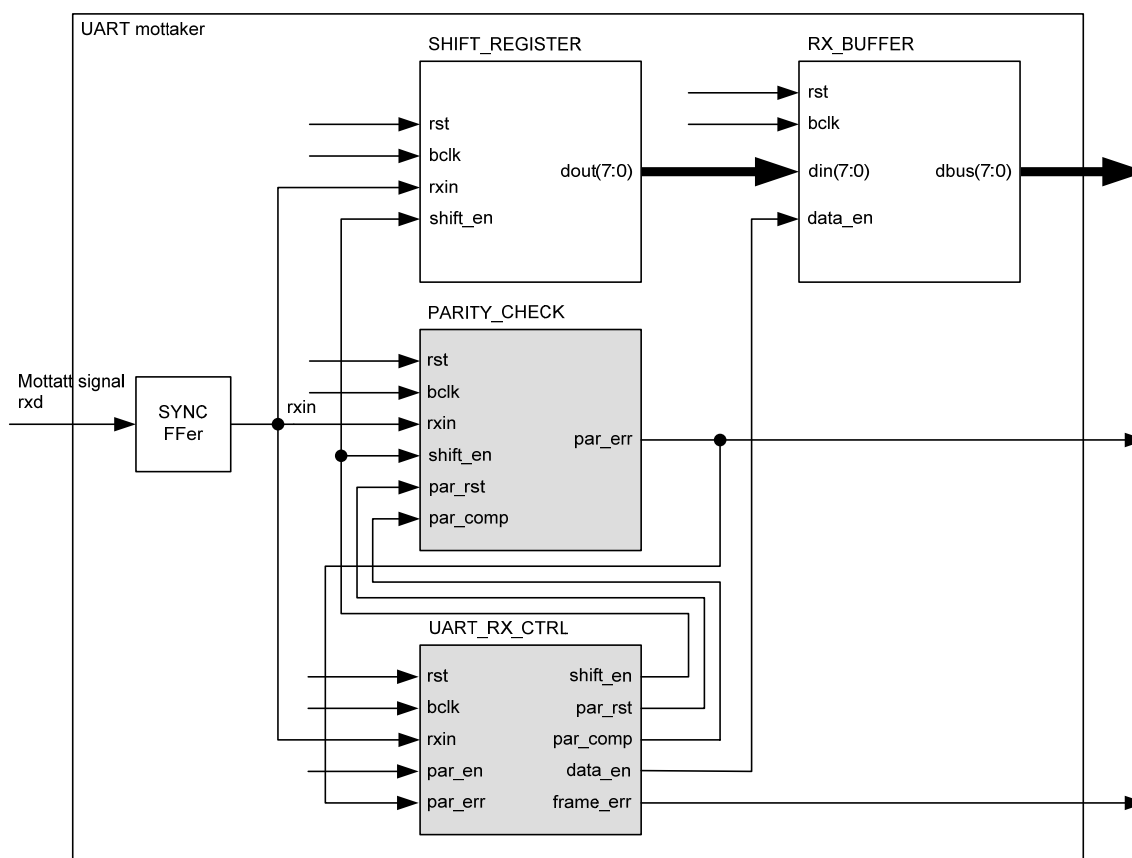 UART mottaker
SHIFT_REGISTER
rst
bclk
rxin
shift_en
dout(7:0)
RX_BUFFER
rst
bclk
din(7:0)
data_en
dbus(7:0)
Mottatt signal
rxd
SYNC
FFer
rxin
PARITY_CHECK
rst
bclk
rxin
shift_en
par_rst
par_comp
par_err
UART_RX_CTRL
rst
bclk
rxin
par_en
par_err
shift_en
par_rst
par_comp
data_en
frame_err